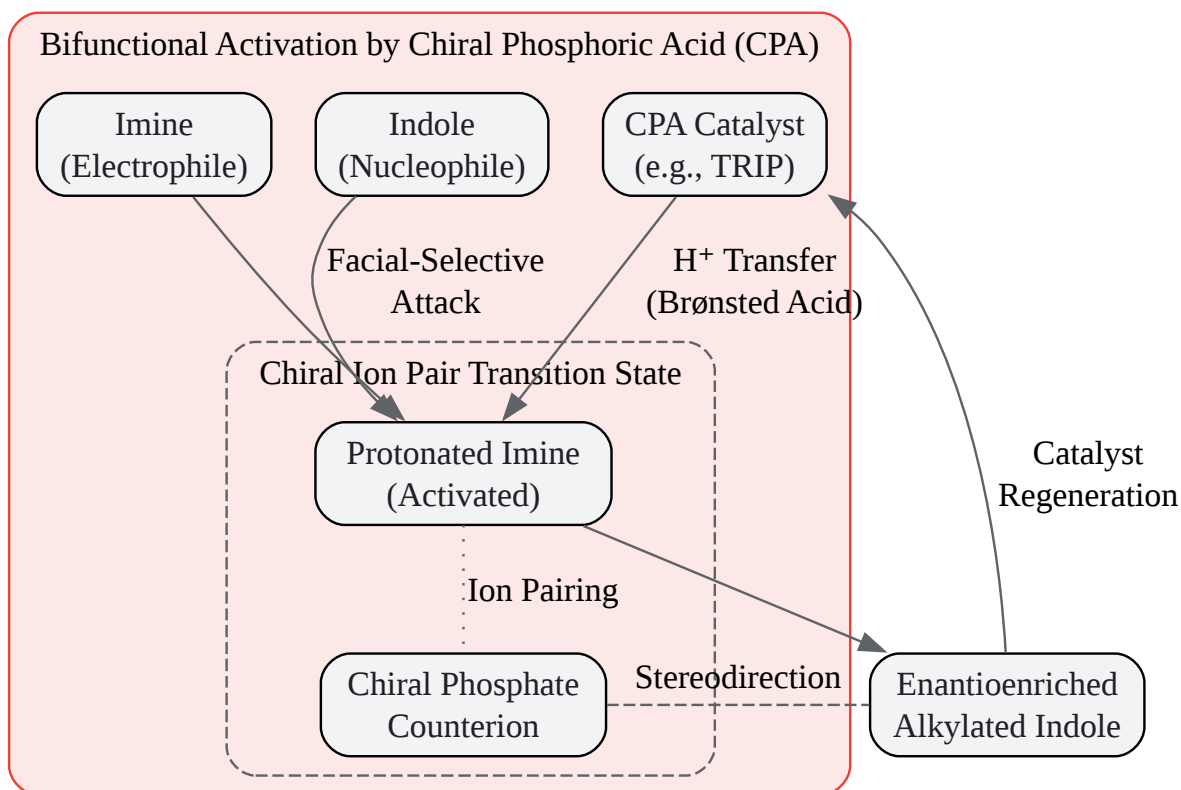 Bifunctional Activation by Chiral Phosphoric Acid (CPA)
Imine
(Electrophile)
Indole
(Nucleophile)
CPA Catalyst
(e.g., TRIP)
Facial-Selective
Attack
H⁺ Transfer
(Brønsted Acid)
Chiral Ion Pair Transition State
Protonated Imine
(Activated)
Catalyst
Regeneration
Ion Pairing
Chiral Phosphate
Counterion
Stereodirection
Enantioenriched
Alkylated Indole